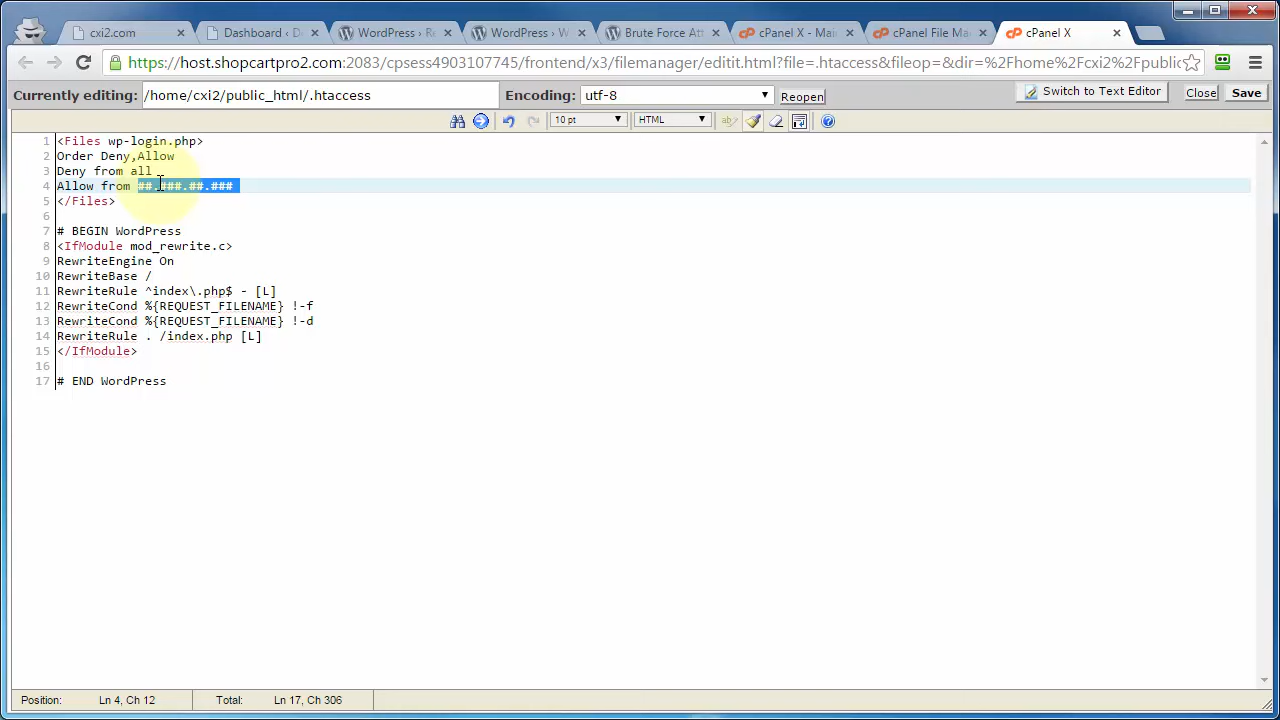 cxi2.com
Dashboard ‹ D
WordPress › R
WordPress › W
Brute Force Att
cPanel X - Main
cPanel File Ma
cPanel X
https://host.shopcartpro2.com:2083/cpsess4903107745/frontend/x3/filemanager/editit.html?file=.htaccess&fileop=&dir=%2Fhome%2Fcxi2%2Fpublic
Currently editing: /home/cxi2/public_html/.htaccess Encoding: utf-8 Reopen Switch to Text Editor Close Save
10 pt HTML
1 <Files wp-login.php>
2 Order Deny,Allow
3 Deny from all
4 Allow from ##.###.##.###
5 </Files>
6
7 # BEGIN WordPress
8 <IfModule mod_rewrite.c>
9 RewriteEngine On
10 RewriteBase /
11 RewriteRule ^index\.php$ - [L]
12 RewriteCond %{REQUEST_FILENAME} !-f
13 RewriteCond %{REQUEST_FILENAME} !-d
14 RewriteRule . /index.php [L]
15 </IfModule>
16
17 # END WordPress
Position: Ln 4, Ch 12 Total: Ln 17, Ch 306